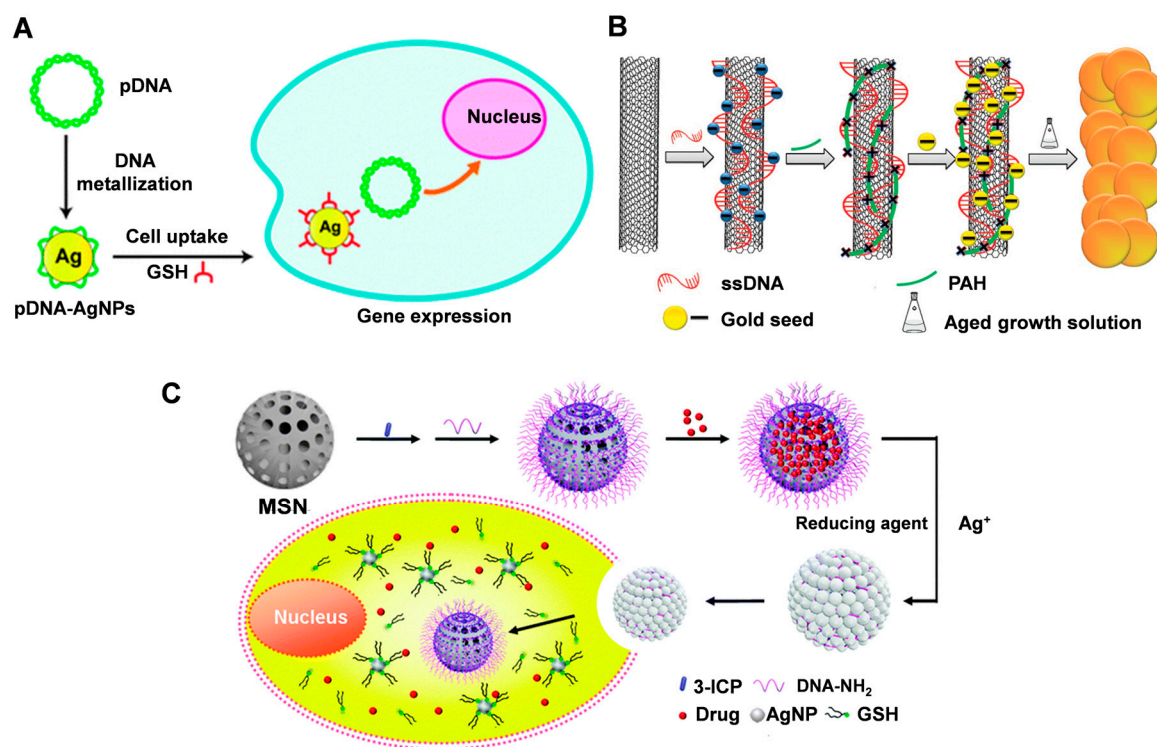 A
pDNA
DNA
metallization
Ag
pDNA-AgNPs
Cell uptake
GSH
Ag
Nucleus
Gene expression
B
ssDNA
PAH
Gold seed
Aged growth solution
C
MSN
Reducing agent
Ag⁺
Nucleus
3-ICP
DNA-NH₂
Drug
AgNP
GSH